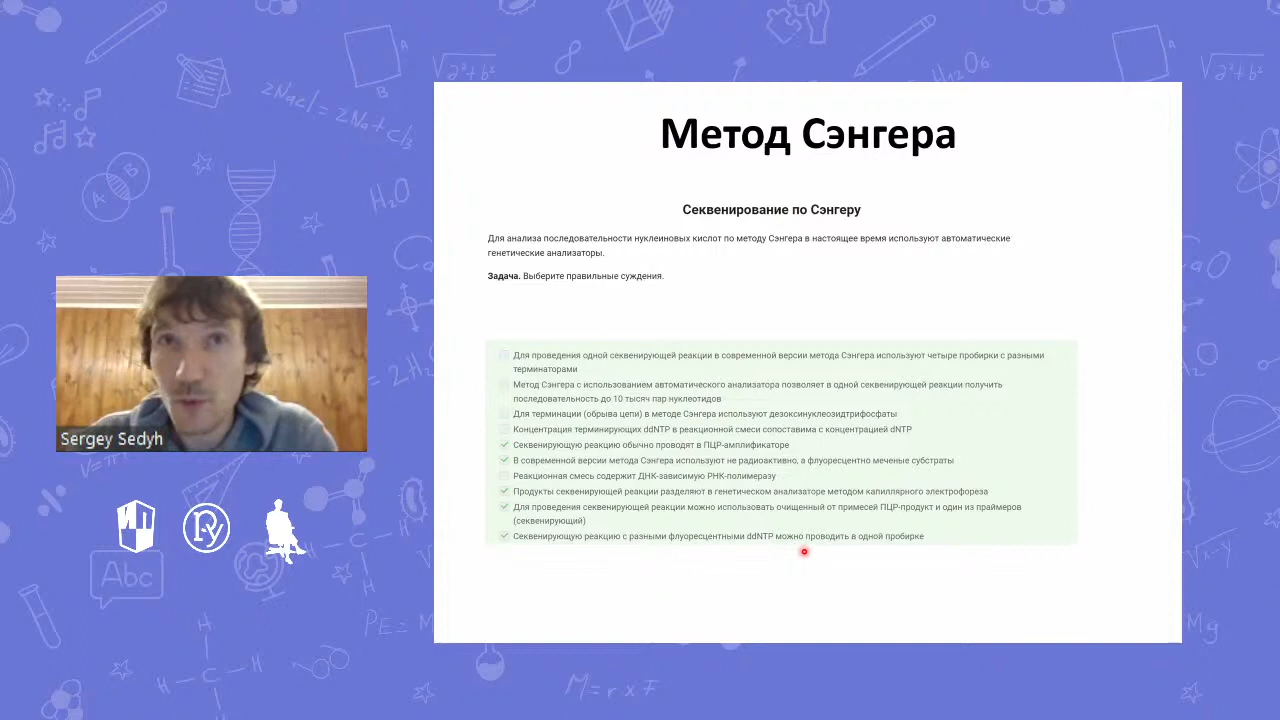 Метод Сэнгера
Секвенирование по Сэнгеру
Для анализа последовательности нуклеиновых кислот по методу Сэнгера в настоящее время используют автоматические
генетические анализаторы.
Задача. Выберите правильные суждения.
Для проведения одной секвенирующей реакции в современной версии метода Сэнгера используют четыре пробирки с разными
терминаторами
Метод Сэнгера с использованием автоматического анализатора позволяет в одной секвенирующей реакции получить
последовательность до 10 тысяч пар нуклеотидов
Для терминации (обрыва цепи) в методе Сэнгера используют дезоксинуклеозидтрифосфаты
Концентрация терминирующих ddNTP в реакционной смеси сопоставима с концентрацией dNTP
Секвенирующую реакцию обычно проводят в ПЦР-амплификаторе
В современной версии метода Сэнгера используют не радиоактивно, а флуоресцентно меченые субстраты
Реакционная смесь содержит ДНК-зависимую РНК-полимеразу
Продукты секвенирующей реакции разделяют в генетическом анализаторе методом капиллярного электрофореза
Для проведения секвенирующей реакции можно использовать очищенный от примесей ПЦР-продукт и один из праймеров
(секвенирующий)
Секвенирующую реакцию с разными флуоресцентными ddNTP можно проводить в одной пробирке
Sergey Sedyh
Abc
2NaCl = 2Na + Cl
H₂O
A
B
A
B
M = r x F